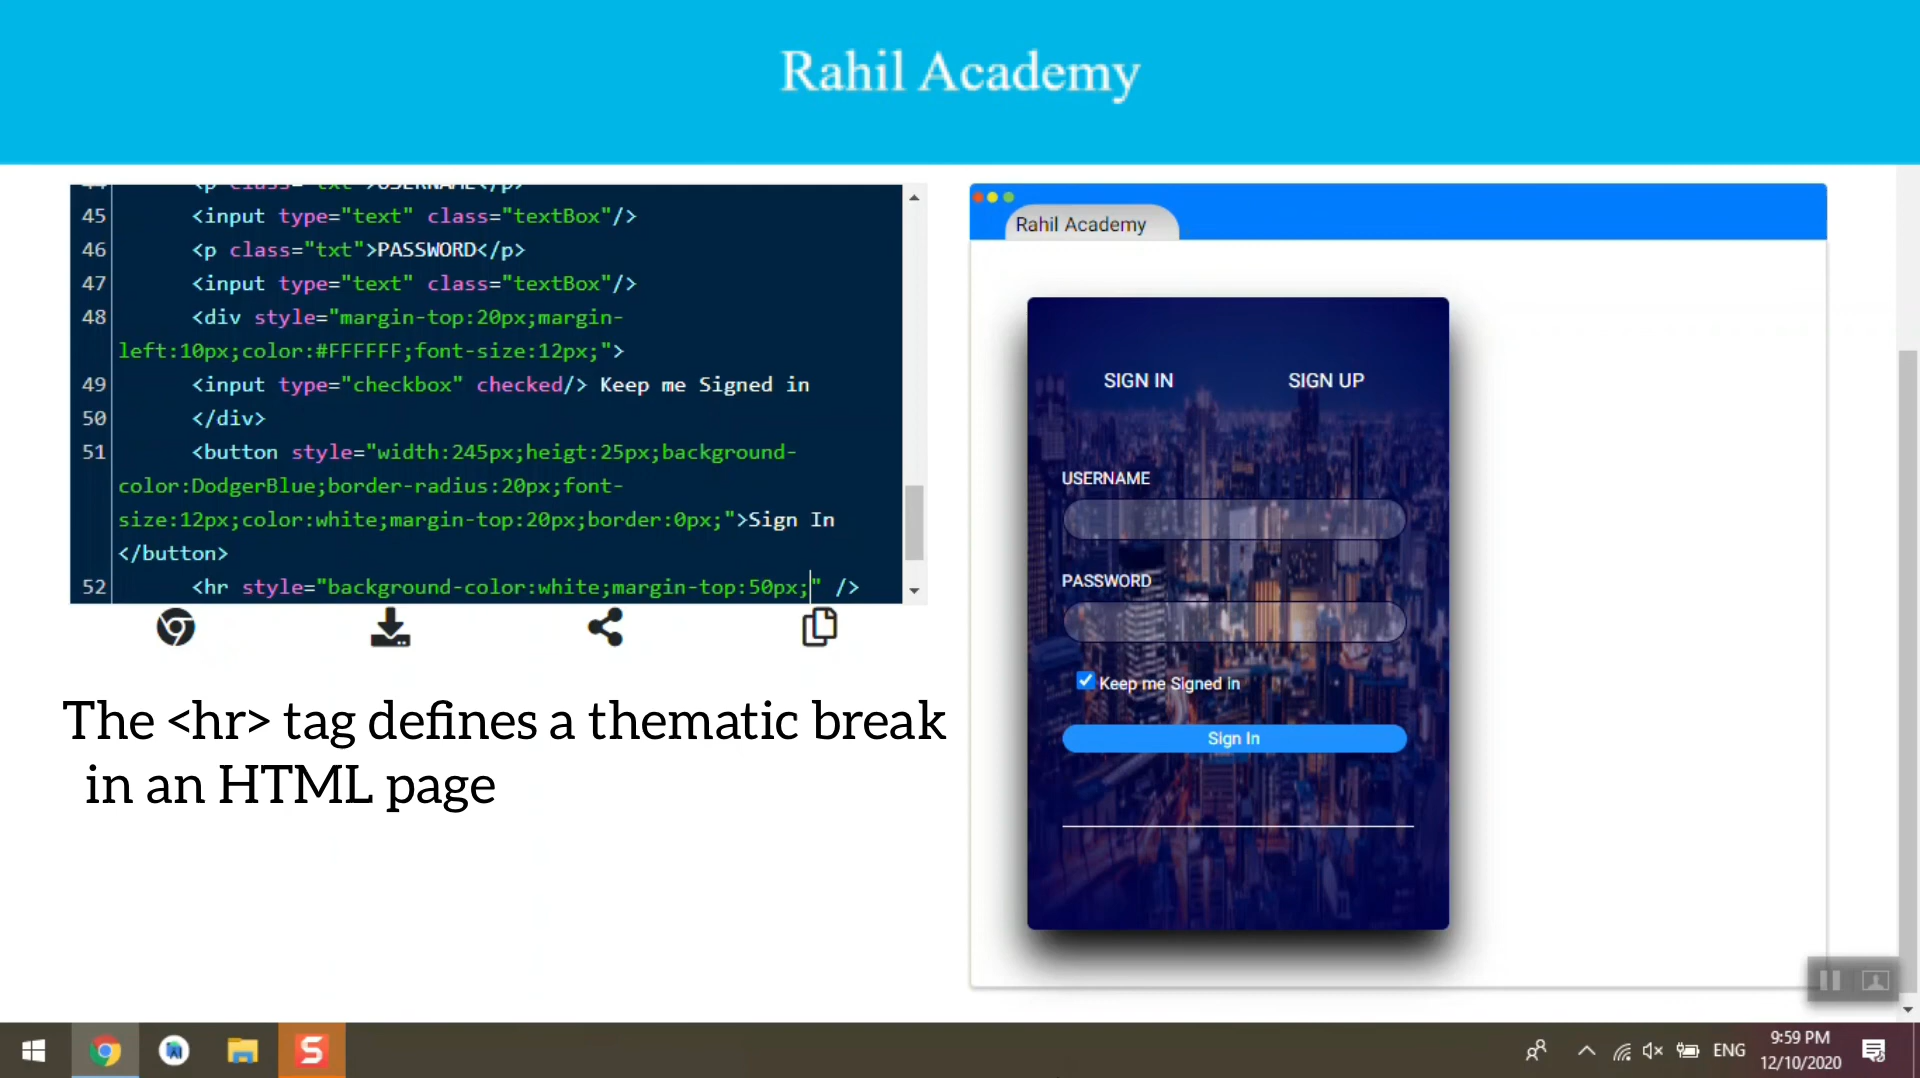 Rahil Academy
44 <p class="txt">USERNAME</p>
45 <input type="text" class="textBox"/>
46 <p class="txt">PASSWORD</p>
47 <input type="text" class="textBox"/>
48 <div style="margin-top:20px;margin-
left:10px;color:#FFFFFF;font-size:12px;">
49 <input type="checkbox" checked/> Keep me Signed in
50 </div>
51 <button style="width:245px;heigt:25px;background-
color:DodgerBlue;border-radius:20px;font-
size:12px;color:white;margin-top:20px;border:0px;">Sign In
</button>
52 <hr style="background-color:white;margin-top:50px;" />
The <hr> tag defines a thematic break
in an HTML page
Rahil Academy
SIGN IN SIGN UP
USERNAME
PASSWORD
Keep me Signed in
Sign In
S
ENG
9:59 PM
12/10/2020